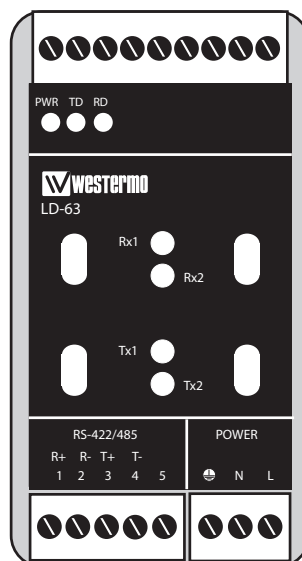 PWR TD RD
Westermo
LD-63
Rx1
Rx2
Tx1
Tx2
RS-422/485 POWER
R+ R- T+ T-
1 2 3 4 5 N L